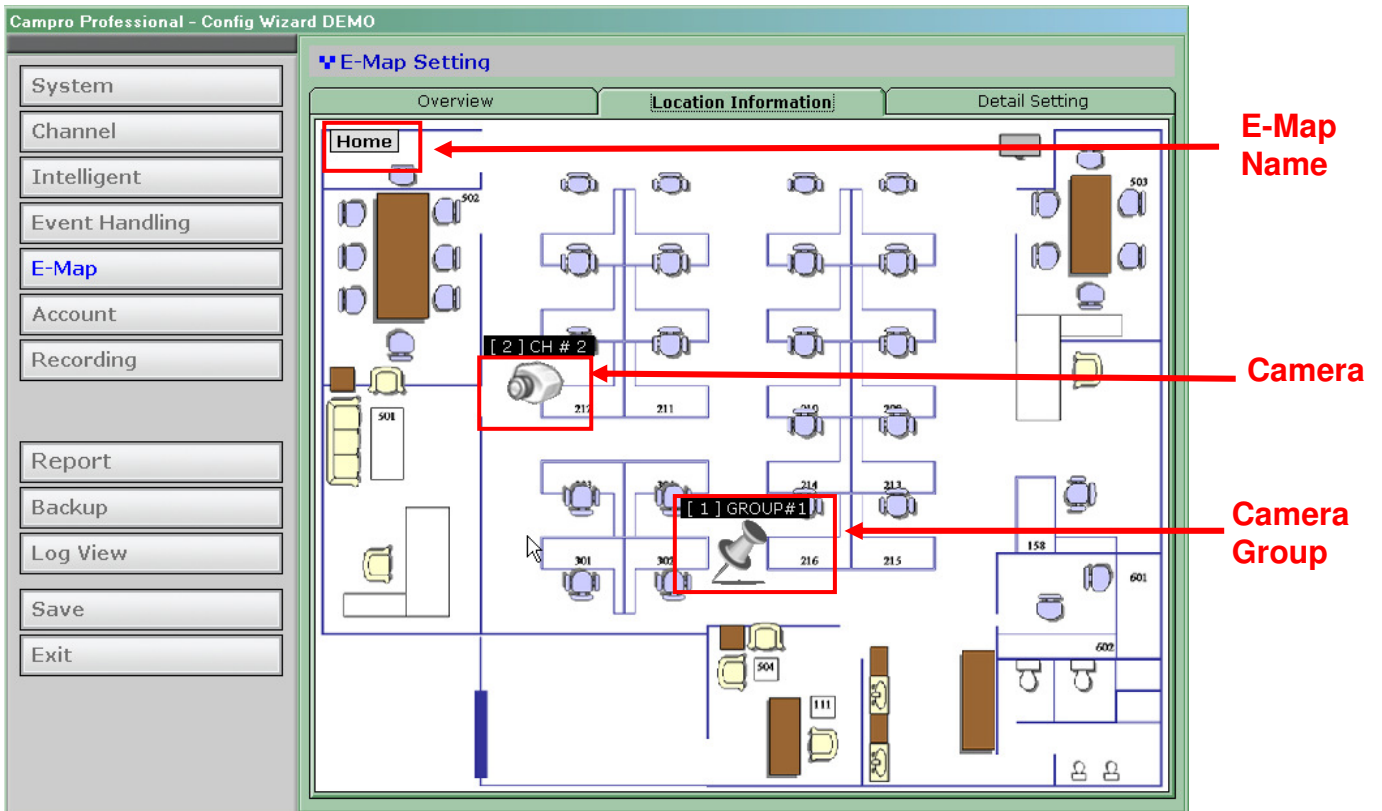 Campro Professional - Config Wizard DEMO
E-Map Setting
System
Channel
Intelligent
Event Handling
E-Map
Account
Recording
Report
Backup
Log View
Save
Exit
Overview
Location Information
Detail Setting
Home
E-Map
Name
502
503
[ 2 ] CH # 2
Camera
212
211
501
214
213
[ 1 ] GROUP#1
Camera
Group
301
302
216
215
158
601
602
504
111